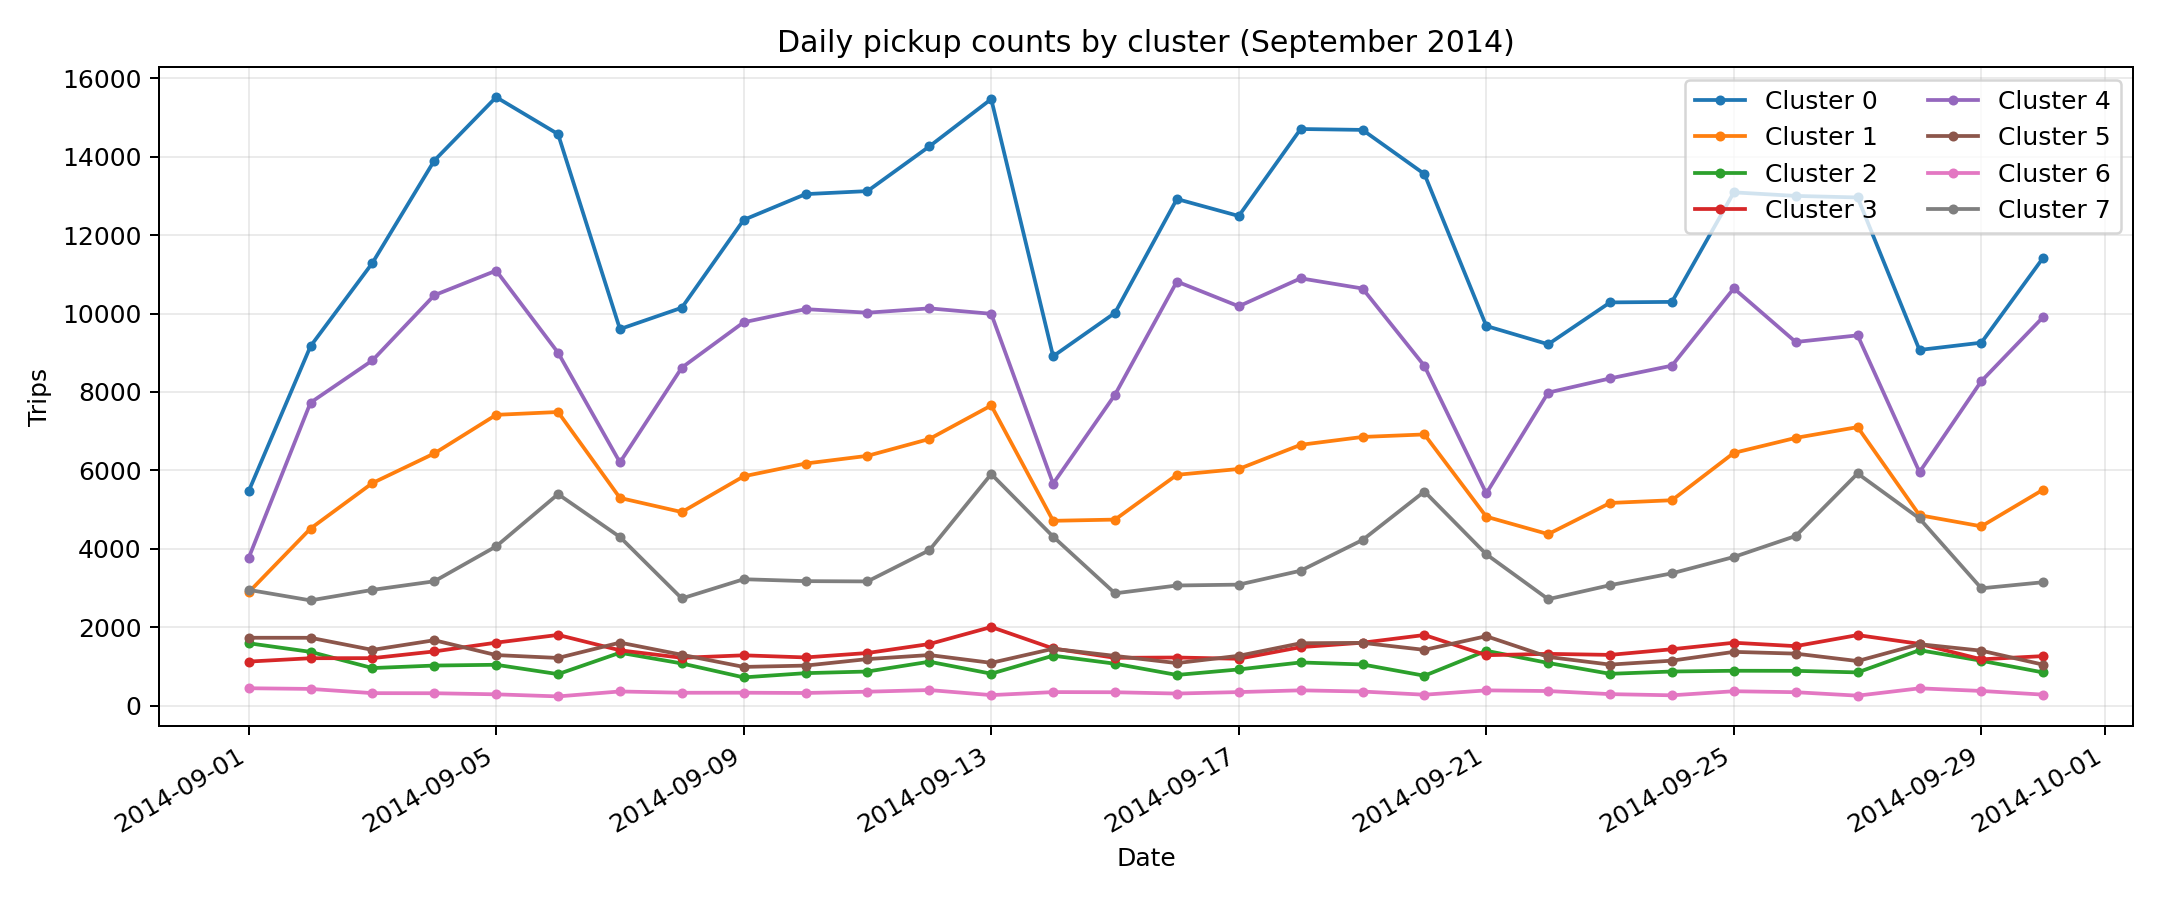 Daily pickup counts by cluster (September 2014)
16000
14000
12000
10000
8000
6000
4000
2000
0
Trips
Cluster 0
Cluster 1
Cluster 2
Cluster 3
Cluster 4
Cluster 5
Cluster 6
Cluster 7
2014-09-01
2014-09-05
2014-09-09
2014-09-13
2014-09-17
2014-09-21
2014-09-25
2014-09-29
2014-10-01
Date